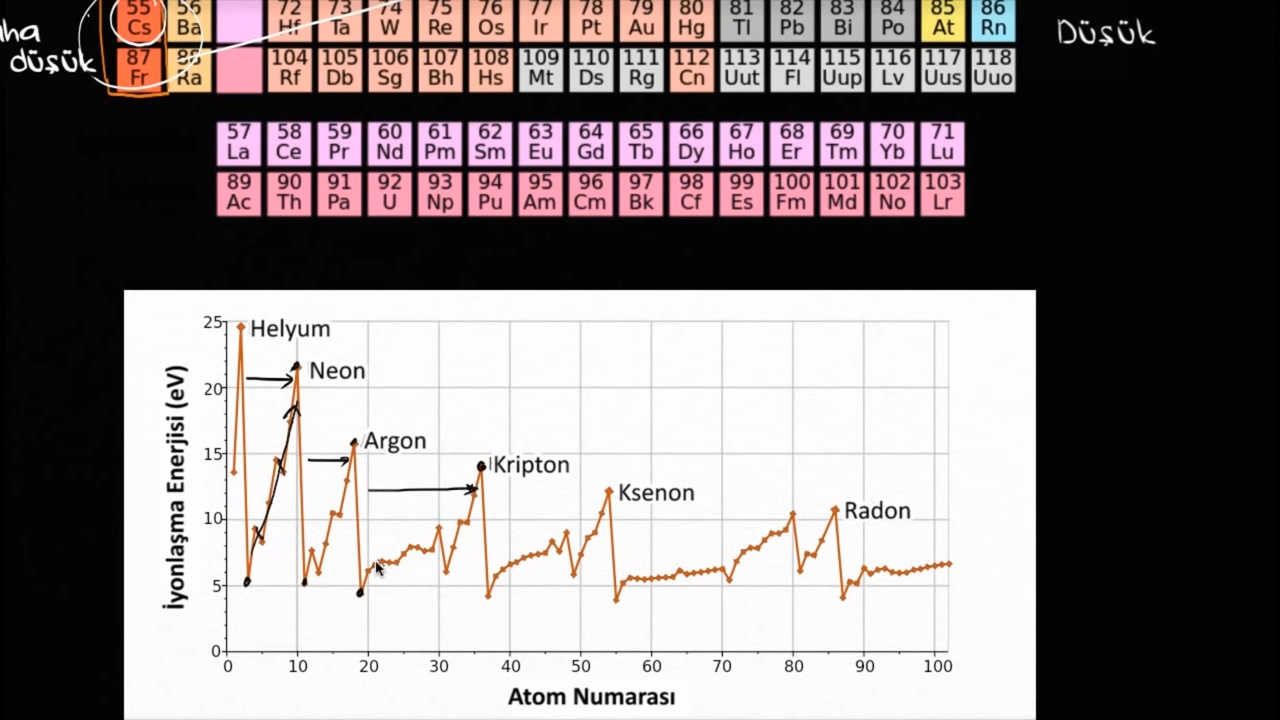 55 56 72 73 74 75 76 77 78 79 80 81 82 83 84 85 86
Cs Ba Hf Ta W Re Os Ir Pt Au Hg Tl Pb Bi Po At Rn
düşük
Düşük
87 88 104 105 106 107 108 109 110 111 112 113 114 115 116 117 118
Fr Ra Rf Db Sg Bh Hs Mt Ds Rg Cn Uut Fl Uup Lv Uus Uuo
57 58 59 60 61 62 63 64 65 66 67 68 69 70 71
La Ce Pr Nd Pm Sm Eu Gd Tb Dy Ho Er Tm Yb Lu
89 90 91 92 93 94 95 96 97 98 99 100 101 102 103
Ac Th Pa U Np Pu Am Cm Bk Cf Es Fm Md No Lr
İyonlaşma Enerjisi (eV)
25
20
15
10
5
0
Helyum
Neon
Argon
Kripton
Ksenon
Radon
0 10 20 30 40 50 60 70 80 90 100
Atom Numarası